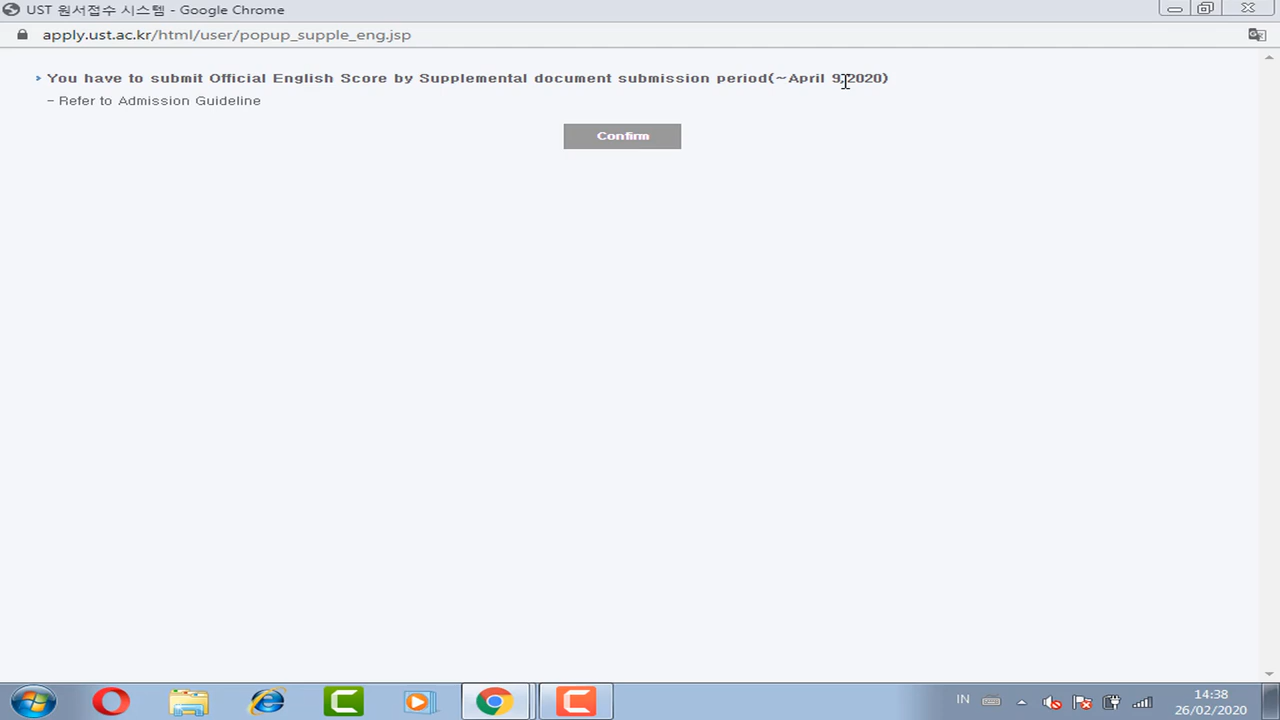 UST 원서접수 시스템 - Google Chrome
apply.ust.ac.kr/html/user/popup_supple_eng.jsp
You have to submit Official English Score by Supplemental document submission period(~April 9,2020)
- Refer to Admission Guideline
Confirm
IN
14:38
26/02/2020